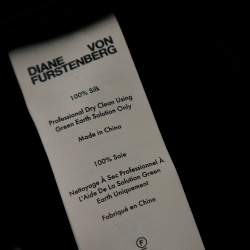 DIANE VON
FURSTENBERG
100% Silk
Professional Dry Clean Using
Green Earth Solution Only
Made in China
100% Soie
Nettoyage À Sec Professionnel À
L'Aide De La Solution Green
Earth Uniquement
Fabriqué en Chine
F